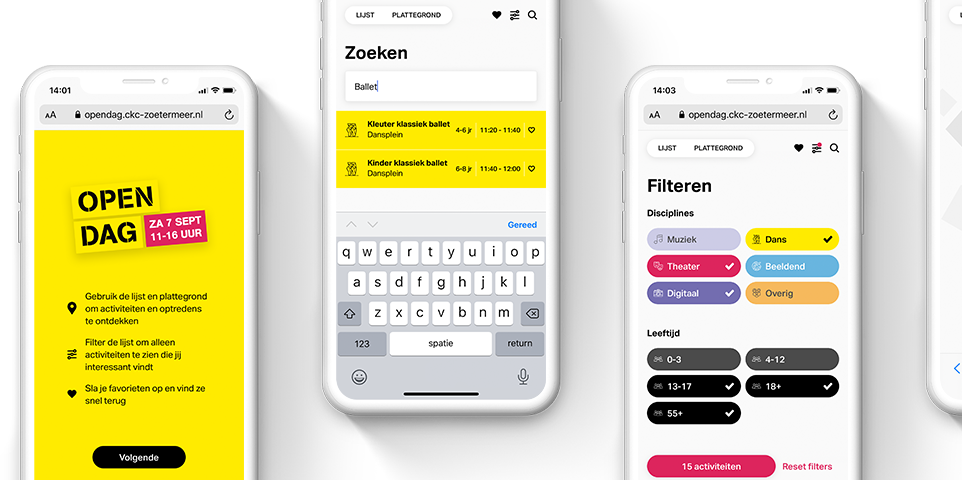 14:01
AA opendag.ckc-zoetermeer.nl
OPEN
DAG
ZA 7 SEPT
11-16 UUR
Gebruik de lijst en plattegrond
om activiteiten en optredens
te ontdekken
Filter de lijst om alleen
activiteiten te zien die jij
interessant vindt
Sla je favorieten op en vind ze
snel terug
Volgende
LIJST PLATTEGROND
Zoeken
Ballet
Kleuter klassiek ballet
Dansplein
4-6 jr 11:20 - 11:40
Kinder klassiek ballet
Dansplein
6-8 jr 11:40 - 12:00
Gereed
q w e r t y u i o p
a s d f g h j k l
z x c v b n m
123 spatie return
14:03
AA opendag.ckc-zoetermeer.nl
LIJST PLATTEGROND
Filteren
Disciplines
Muziek Dans
Theater Beeldend
Digitaal Overig
Leeftijd
0-3 4-12
13-17 18+
55+
15 activiteiten Reset filters